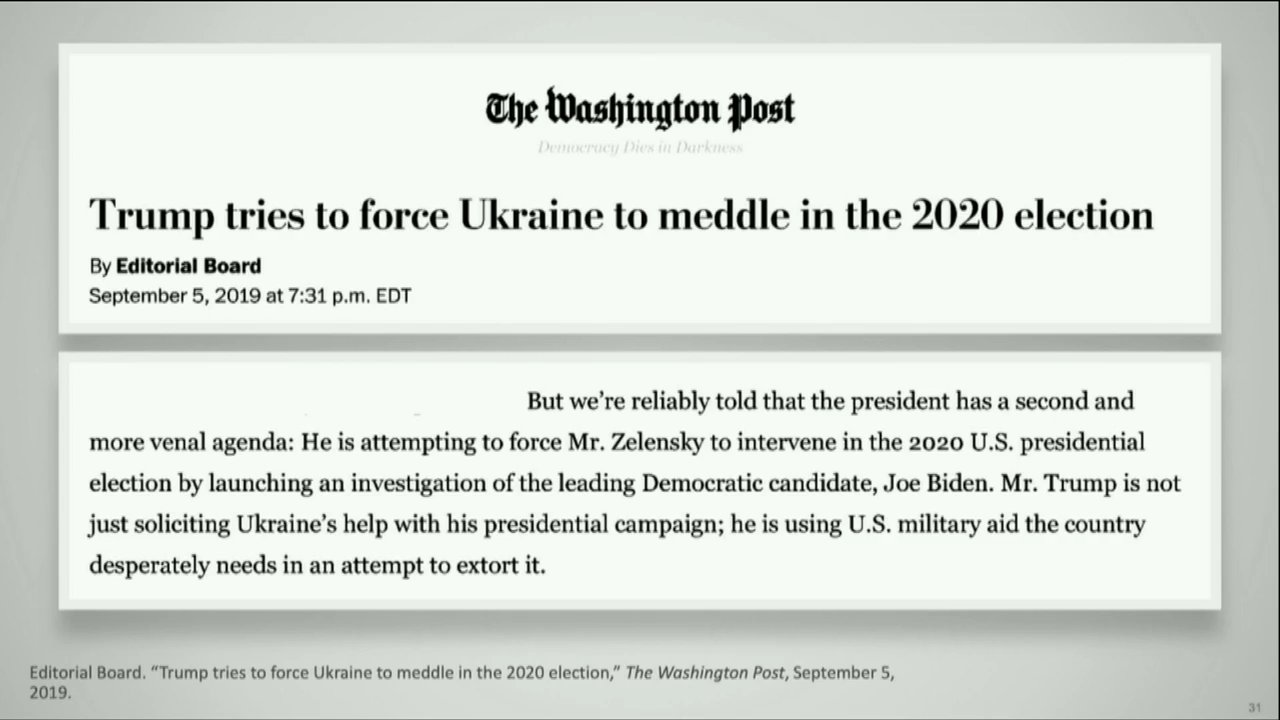 The Washington Post
Democracy Dies in Darkness
Trump tries to force Ukraine to meddle in the 2020 election
By Editorial Board
September 5, 2019 at 7:31 p.m. EDT
But we’re reliably told that the president has a second and
more venal agenda: He is attempting to force Mr. Zelensky to intervene in the 2020 U.S. presidential
election by launching an investigation of the leading Democratic candidate, Joe Biden. Mr. Trump is not
just soliciting Ukraine’s help with his presidential campaign; he is using U.S. military aid the country
desperately needs in an attempt to extort it.
Editorial Board. “Trump tries to force Ukraine to meddle in the 2020 election,” The Washington Post, September 5,
2019.
31